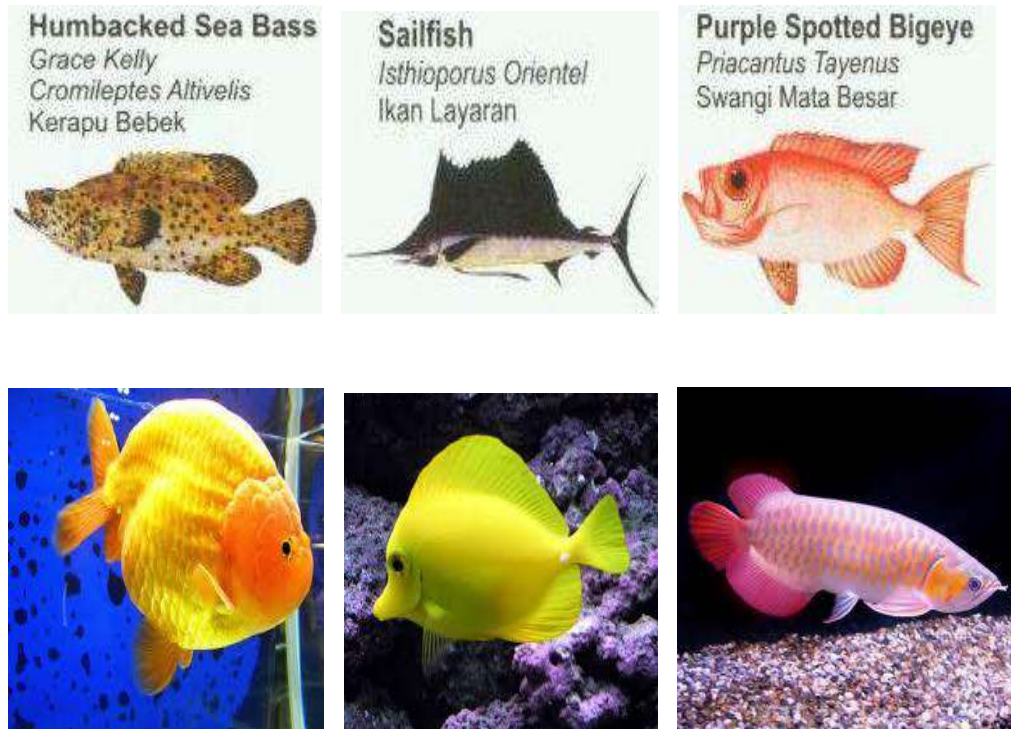 Humbacked Sea Bass
Grace Kelly
Cromileptes Altivelis
Kerapu Bebek
Sailfish
Isthioporus Orientel
Ikan Layaran
Purple Spotted Bigeye
Priacantus Tayenus
Swangi Mata Besar